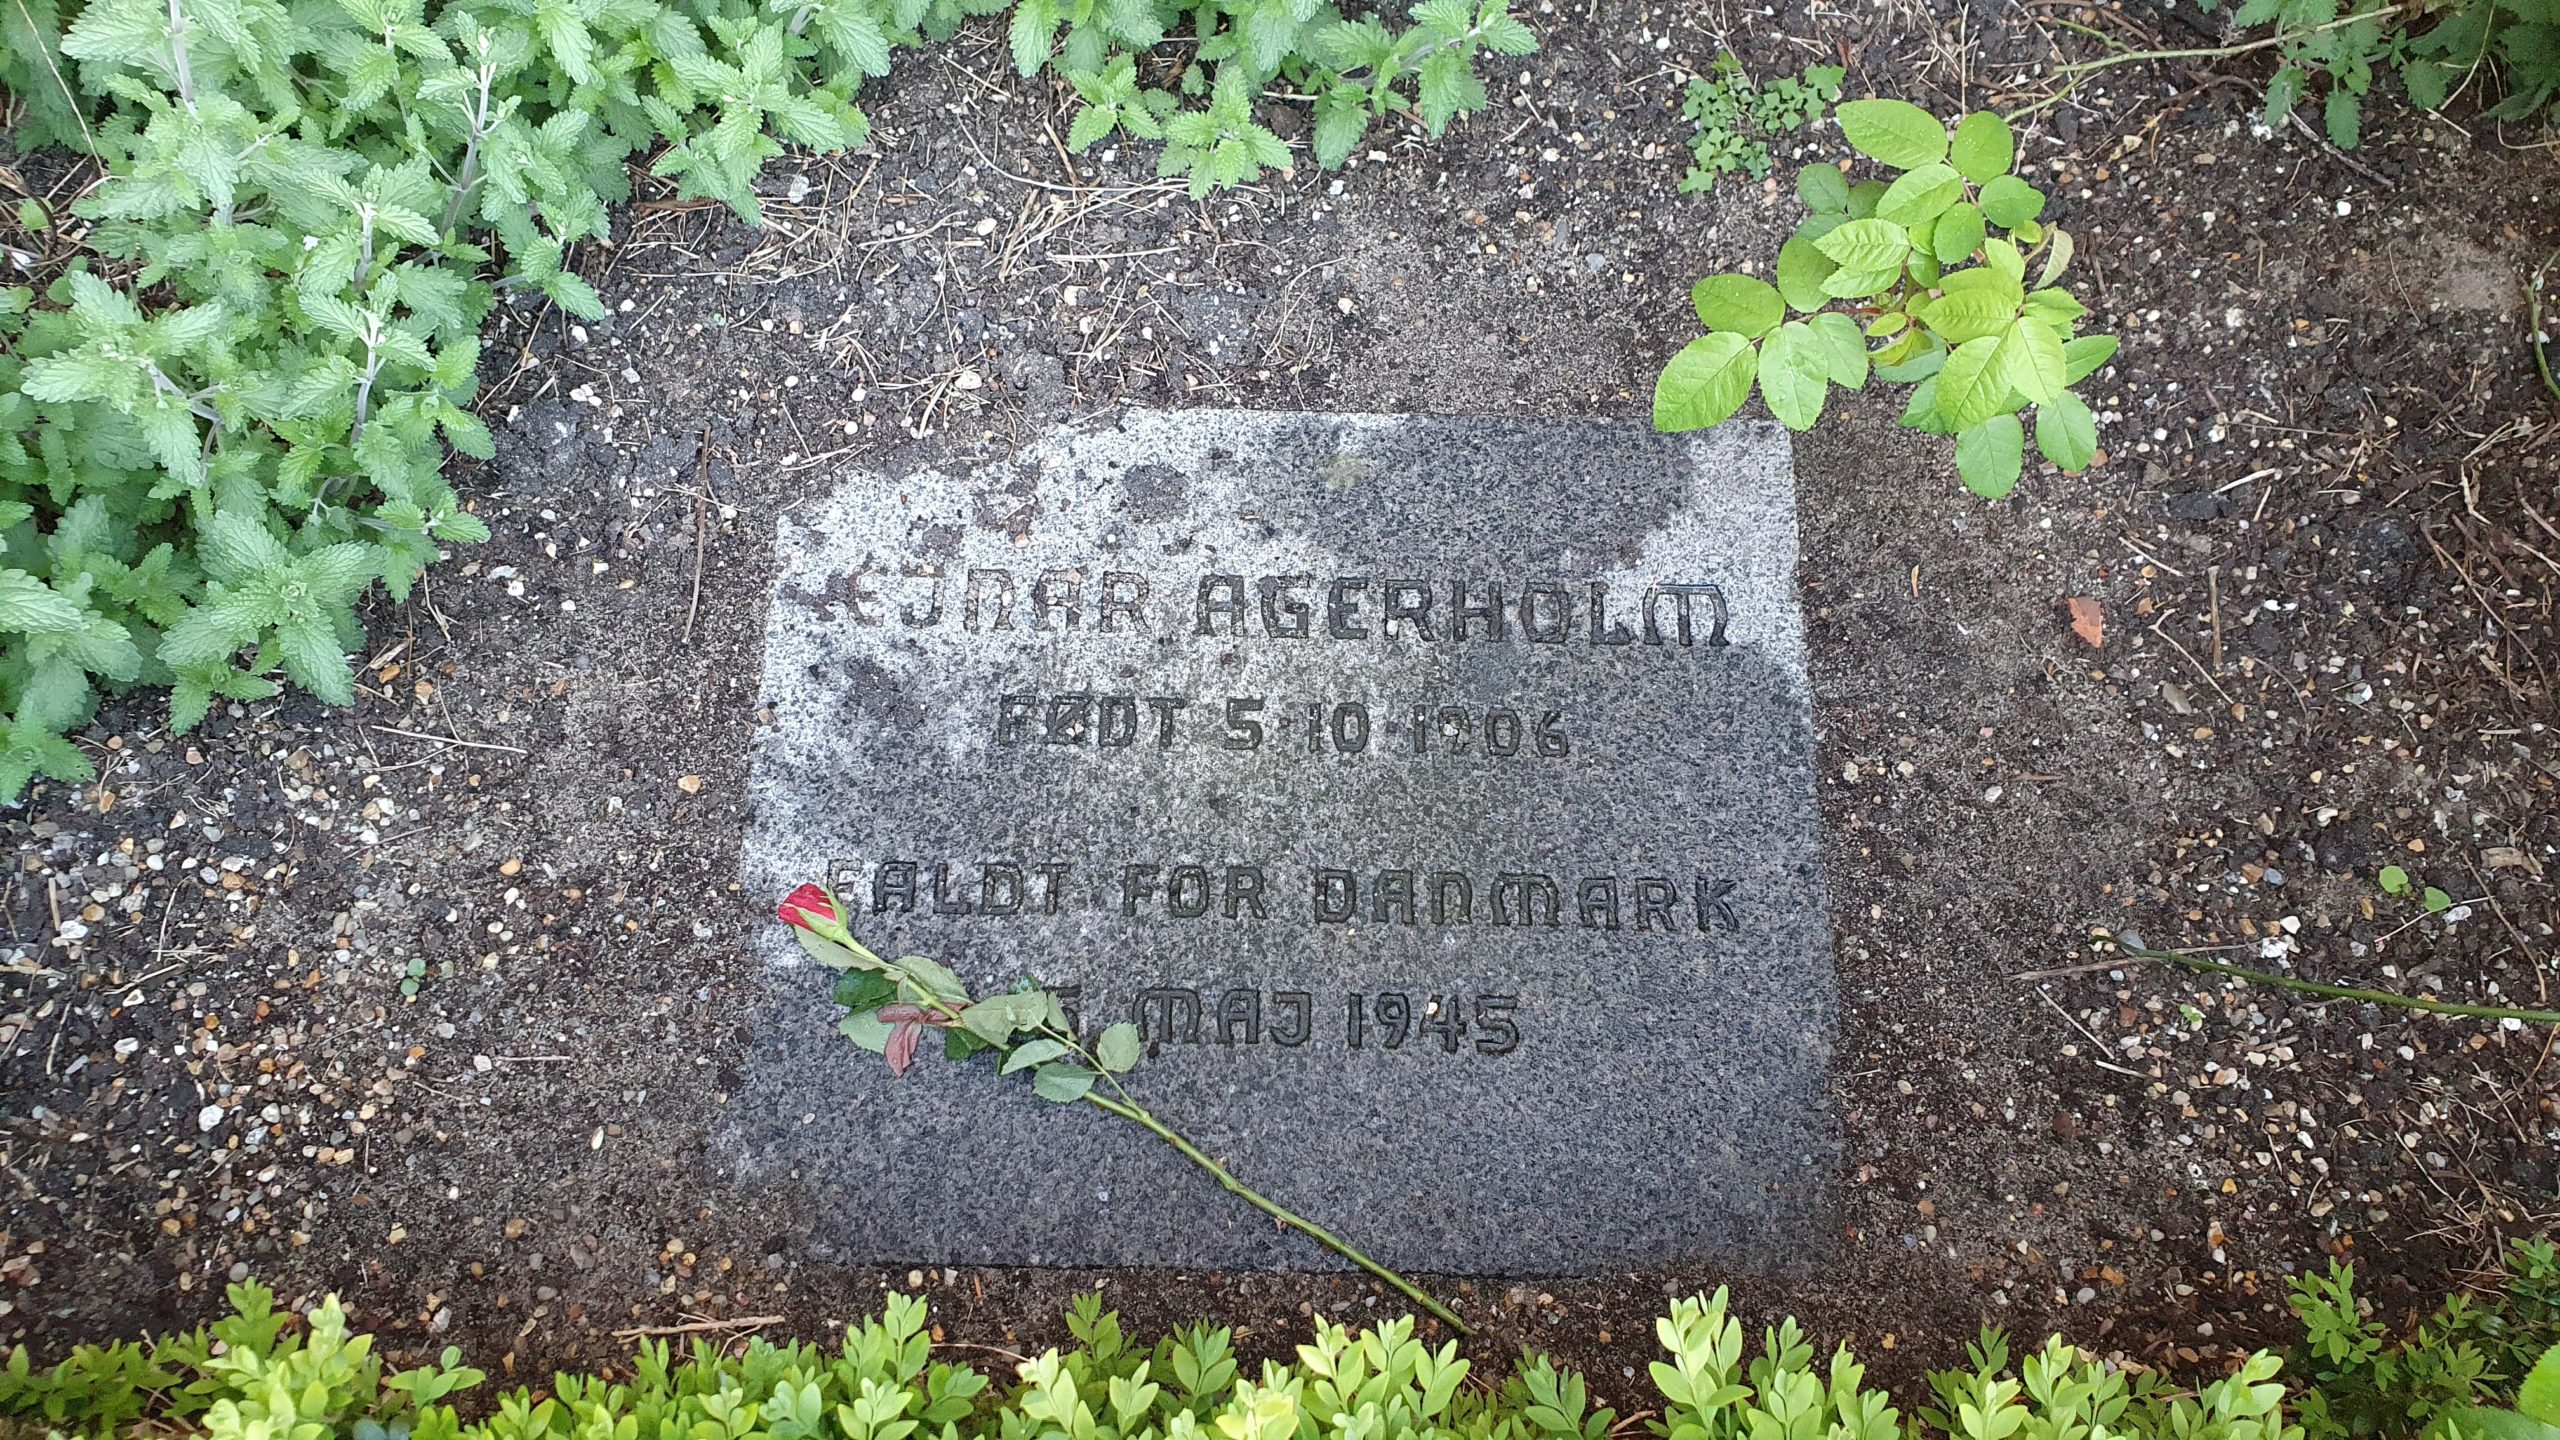 EJNAR AGERHOLM
FØDT 5·10·1906
FALDT FOR DANMARK
5 MAJ 1945